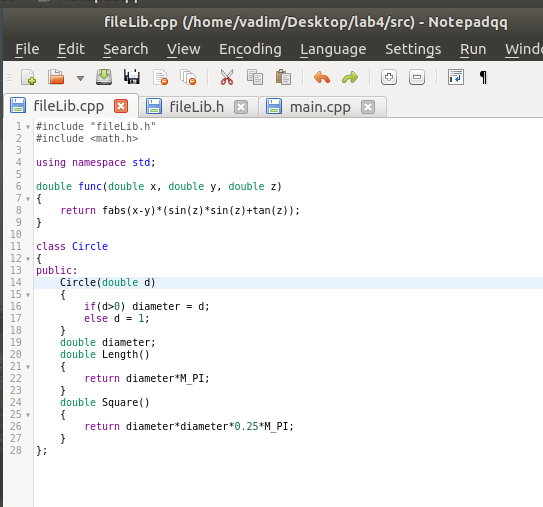 fileLib.cpp (/home/vadim/Desktop/lab4/src) - Notepadqq
File Edit Search View Encoding Language Settings Run Windo
fileLib.cpp fileLib.h main.cpp
1 #include "fileLib.h"
2 #include <math.h>
3
4 using namespace std;
5
6 double func(double x, double y, double z)
7 {
8     return fabs(x-y)*(sin(z)*sin(z)+tan(z));
9 }
10
11 class Circle
12 {
13 public:
14     Circle(double d)
15     {
16         if(d>0) diameter = d;
17         else d = 1;
18     }
19     double diameter;
20     double Length()
21     {
22         return diameter*M_PI;
23     }
24     double Square()
25     {
26         return diameter*diameter*0.25*M_PI;
27     }
28 };